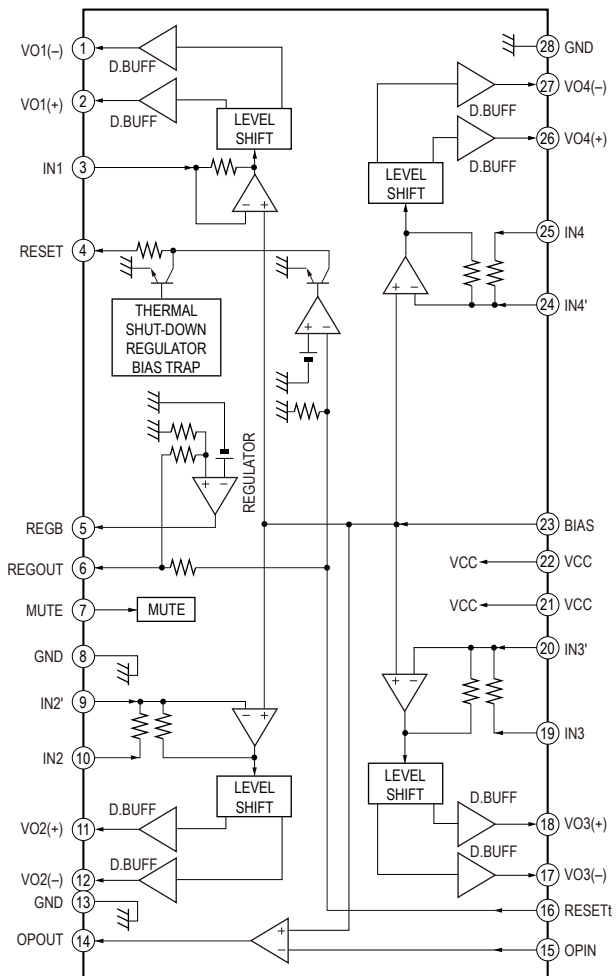 VO1(–) 1
D.BUFF
VO1(+) 2
D.BUFF
LEVEL
SHIFT
IN1 3
– +
RESET 4
THERMAL
SHUT-DOWN
REGULATOR
BIAS TRAP
+ –
+ –
REGULATOR
REGB 5
REGOUT 6
MUTE 7
MUTE
GND 8
IN2' 9
– +
IN2 10
LEVEL
SHIFT
D.BUFF
VO2(+) 11
D.BUFF
VO2(–) 12
GND 13
OPOUT 14
+
–
28 GND
27 VO4(–)
D.BUFF
26 VO4(+)
D.BUFF
LEVEL
SHIFT
25 IN4
+ –
24 IN4'
23 BIAS
VCC 22 VCC
VCC 21 VCC
20 IN3'
+ –
19 IN3
LEVEL
SHIFT
D.BUFF
18 VO3(+)
D.BUFF
17 VO3(–)
16 RESETt
15 OPIN